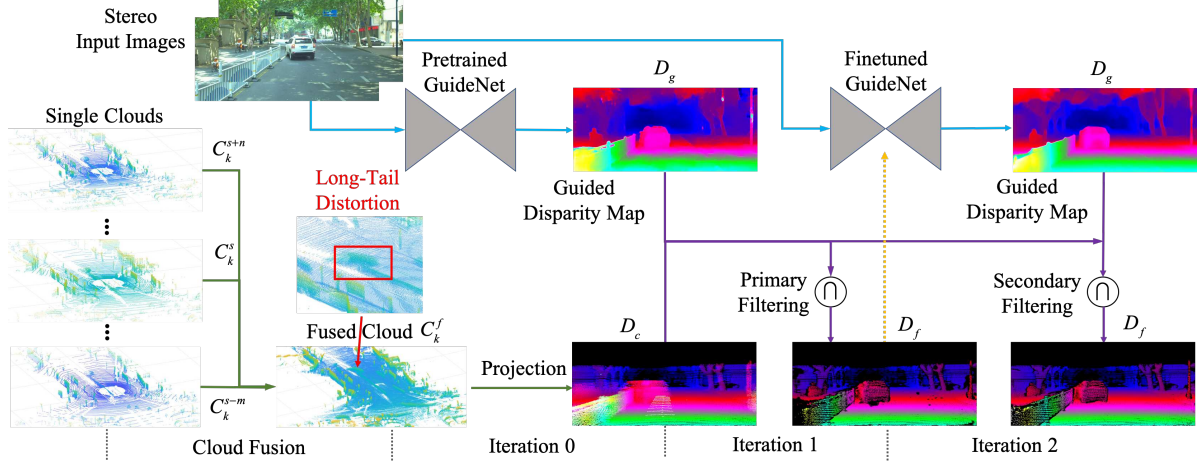 Stereo
Input Images
Pretrained
GuideNet
D_g
Finetuned
GuideNet
D_g
Single Clouds
C_k^{s+n}
Long-Tail
Distortion
Guided
Disparity Map
Guided
Disparity Map
C_k^s
Primary
Filtering
∩
Secondary
Filtering
∩
Fused Cloud C_k^f
D_c
D_f
D_f
Projection
C_k^{s-m}
Cloud Fusion
Iteration 0
Iteration 1
Iteration 2